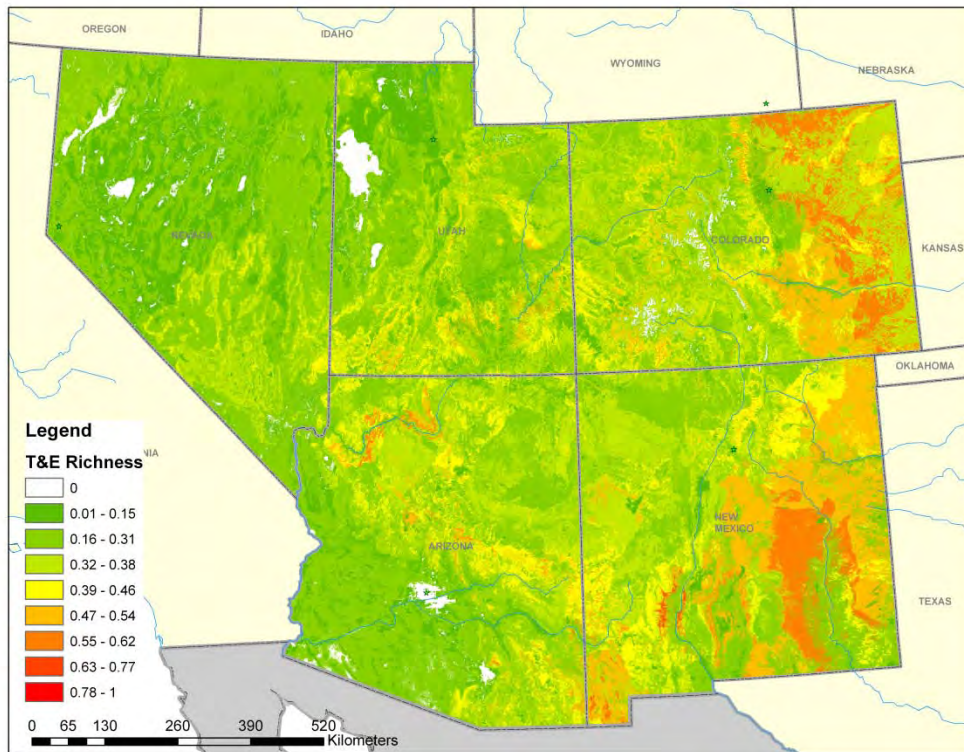 OREGON
IDAHO
WYOMING
NEBRASKA
NEVADA
UTAH
COLORADO
KANSAS
OKLAHOMA
Legend
NIA
T&E Richness
0
0.01 - 0.15
0.16 - 0.31
0.32 - 0.38
0.39 - 0.46
0.47 - 0.54
0.55 - 0.62
0.63 - 0.77
0.78 - 1
NEW
MEXICO
ARIZONA
TEXAS
0 65 130 260 390 520
Kilometers